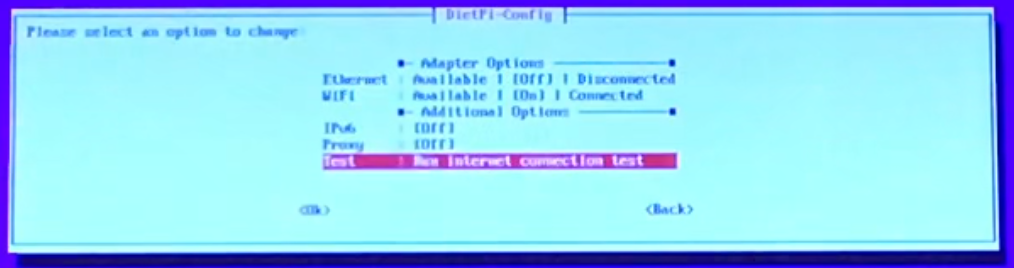 DietPi-Config
Please select an option to change:
Adapter Options
Ethernet : Available | [Off] | Disconnected
WiFi : Available | [On] | Connected
Additional Options
IPv6 : [Off]
Proxy : [Off]
Test : Run internet connection test
<Ok> <Back>